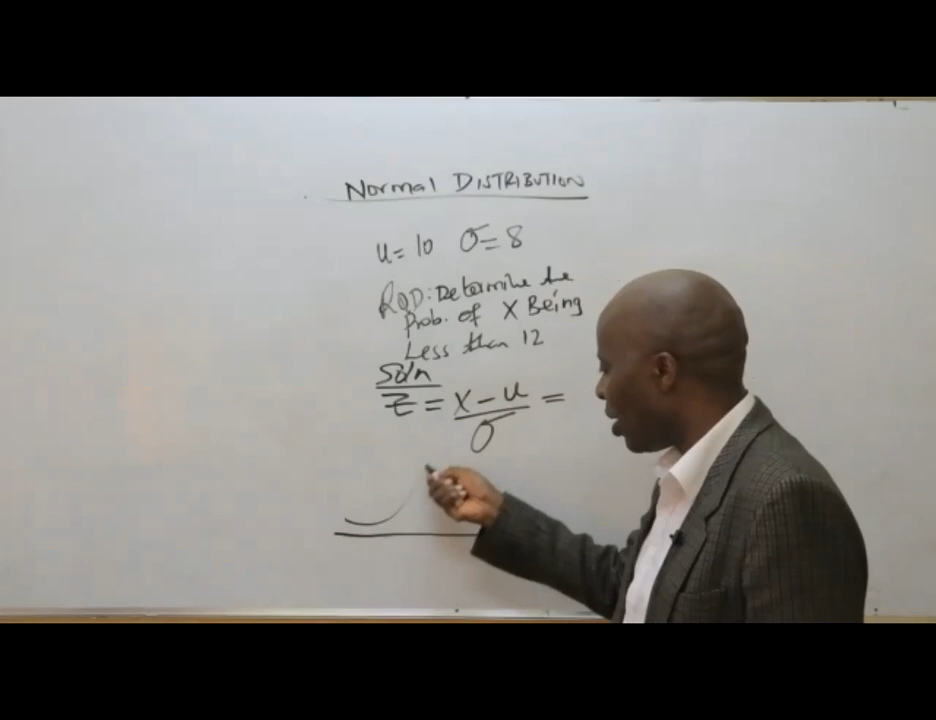 Normal DISTRIBUTION
u = 10 σ = 8
RQD: Determine the
Prob. of X Being
Less than 12
Soln
Z = X - u / σ =